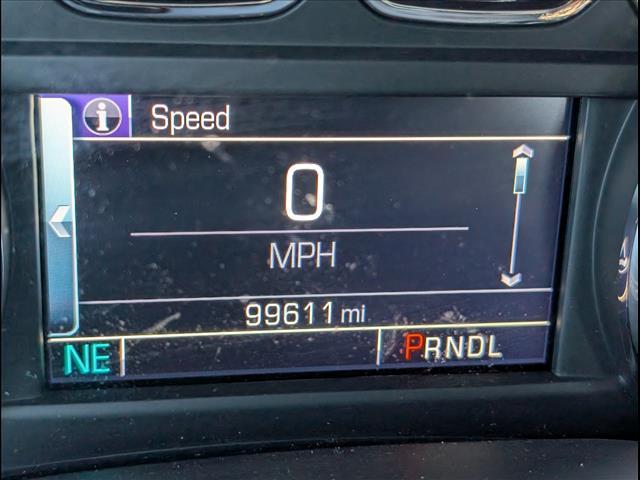 i Speed
0
MPH
99611 mi
NE PRNDL